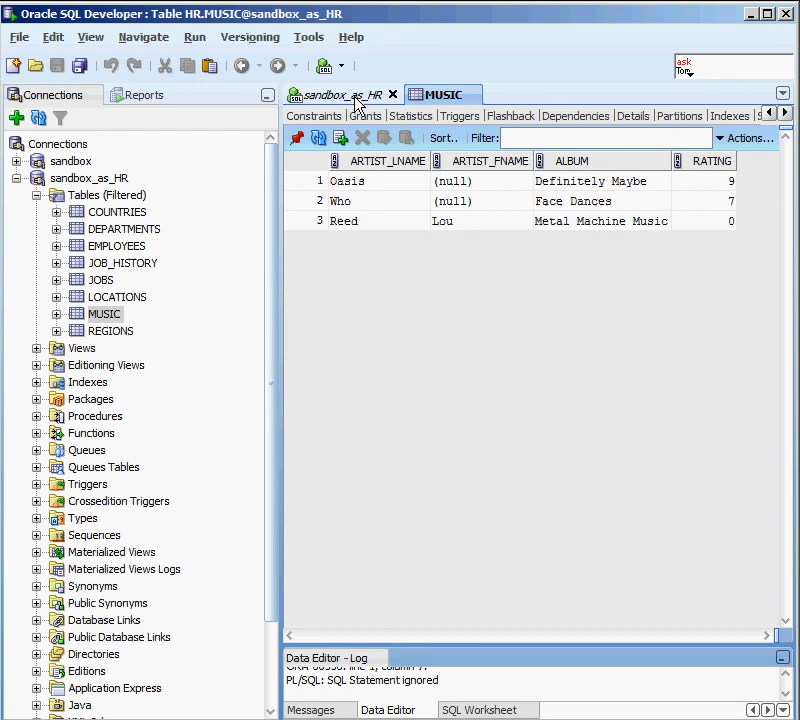 Oracle SQL Developer : Table HR.MUSIC@sandbox_as_HR
File Edit View Navigate Run Versioning Tools Help
ask
Tom
Connections Reports
sandbox_as_HR MUSIC
Constraints Grants Statistics Triggers Flashback Dependencies Details Partitions Indexes
Sort.. Filter: Actions...
ARTIST_LNAME ARTIST_FNAME ALBUM RATING
1 Oasis (null) Definitely Maybe 9
2 Who (null) Face Dances 7
3 Reed Lou Metal Machine Music 0
Connections
sandbox
sandbox_as_HR
Tables (Filtered)
COUNTRIES
DEPARTMENTS
EMPLOYEES
JOB_HISTORY
JOBS
LOCATIONS
MUSIC
REGIONS
Views
Editioning Views
Indexes
Packages
Procedures
Functions
Queues
Queues Tables
Triggers
Crossedition Triggers
Types
Sequences
Materialized Views
Materialized Views Logs
Synonyms
Public Synonyms
Database Links
Public Database Links
Directories
Editions
Application Express
Java
Data Editor - Log
PL/SQL: SQL Statement ignored
Messages Data Editor SQL Worksheet